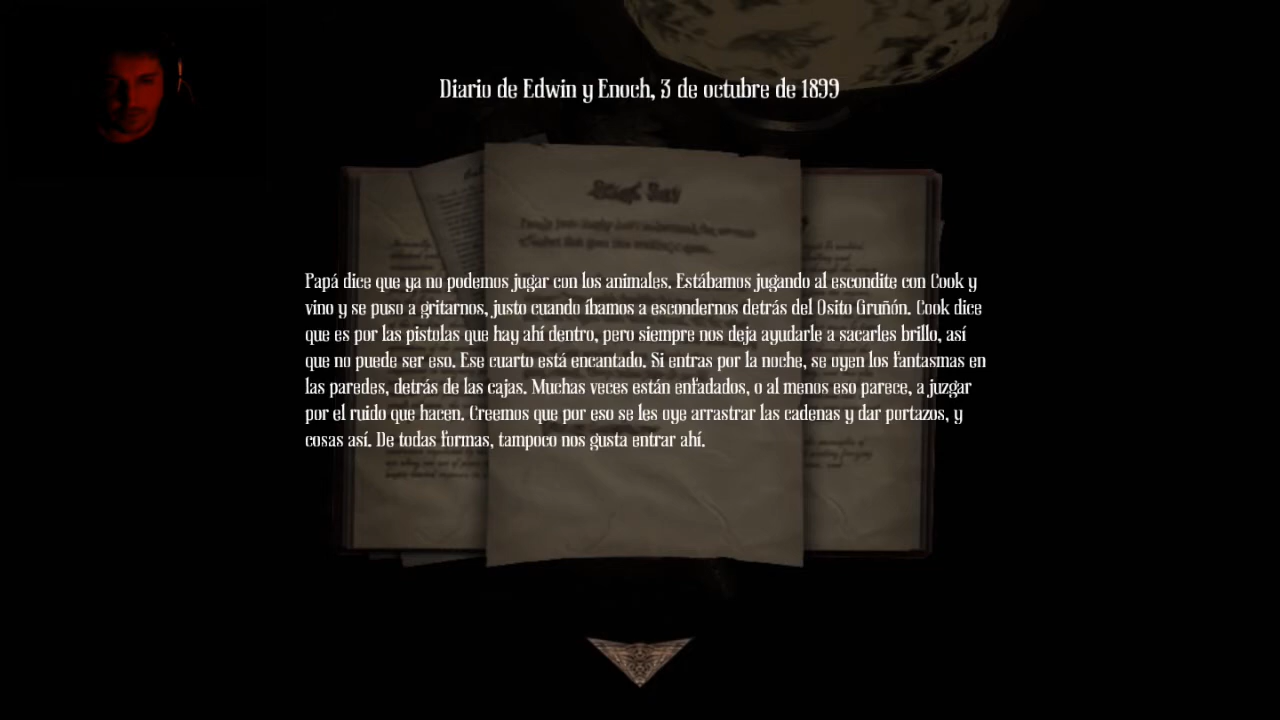 Diario de Edwin y Enoch, 3 de octubre de 1899
Papá dice que ya no podemos jugar con los animales. Estábamos jugando al escondite con Cook y
vino y se puso a gritarnos, justo cuando íbamos a escondernos detrás del Osito Gruñón. Cook dice
que es por las pistolas que hay ahí dentro, pero siempre nos deja ayudarle a sacarles brillo, así
que no puede ser eso. Ese cuarto está encantado. Si entras por la noche, se oyen los fantasmas en
las paredes, detrás de las cajas. Muchas veces están enfadados, o al menos eso parece, a juzgar
por el ruido que hacen. Creemos que por eso se les oye arrastrar las cadenas y dar portazos, y
cosas así. De todas formas, tampoco nos gusta entrar ahí.